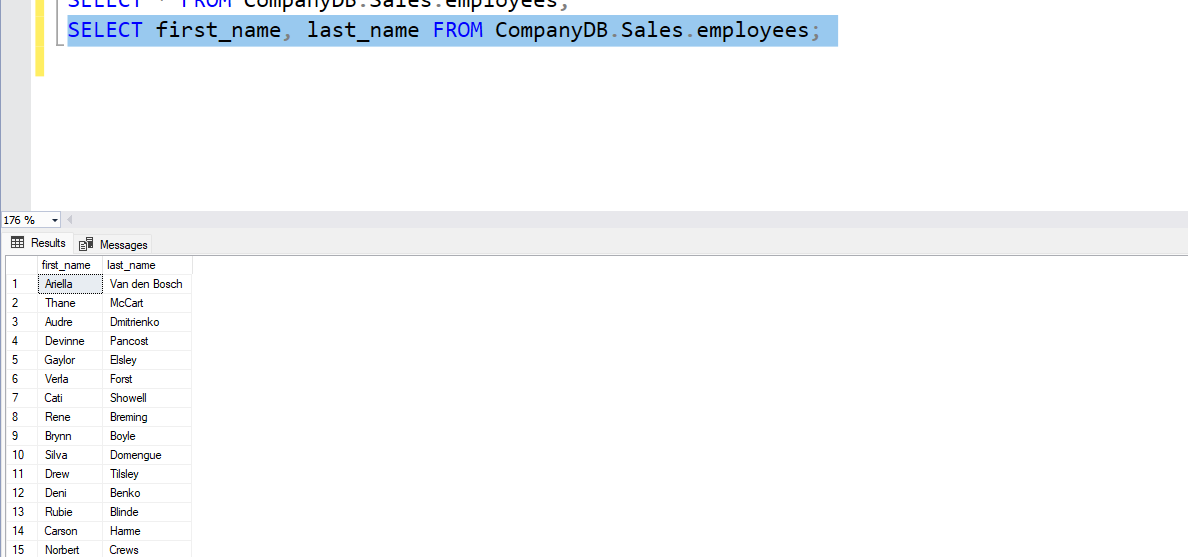 SELECT * FROM CompanyDB.Sales.employees;
SELECT first_name, last_name FROM CompanyDB.Sales.employees;
176 %
Results Messages
first_name last_name
1 Ariella Van den Bosch
2 Thane McCart
3 Audre Dmitrienko
4 Devinne Pancost
5 Gaylor Elsley
6 Verla Forst
7 Cati Showell
8 Rene Breming
9 Brynn Boyle
10 Silva Domengue
11 Drew Tilsley
12 Deni Benko
13 Rubie Blinde
14 Carson Harme
15 Norbert Crews